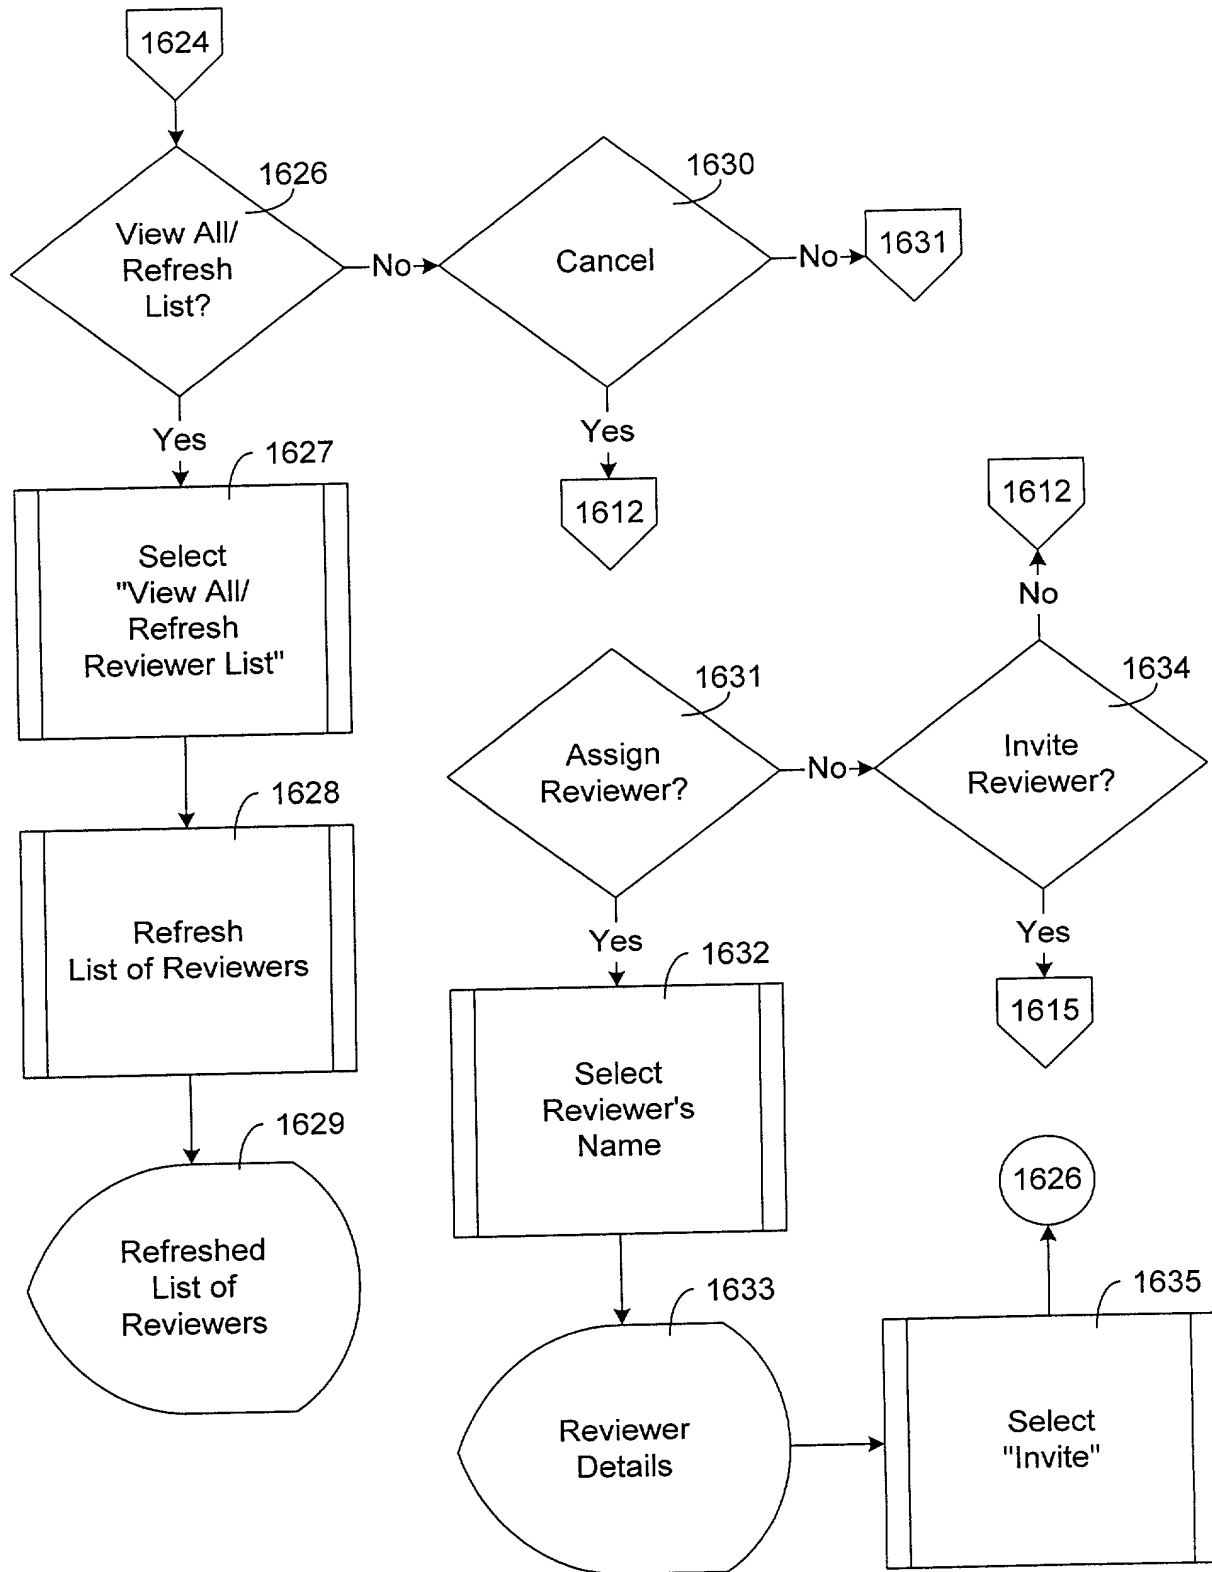 1624
1626
View All/
Refresh
List?
No
1630
Cancel
No
1631
Yes
Yes
1612
1627
Select
"View All/
Refresh
Reviewer List"
1612
No
1631
Assign
Reviewer?
No
1634
Invite
Reviewer?
1628
Refresh
List of Reviewers
Yes
Yes
1615
1632
Select
Reviewer's
Name
1629
Refreshed
List of
Reviewers
1626
1633
Reviewer
Details
1635
Select
"Invite"